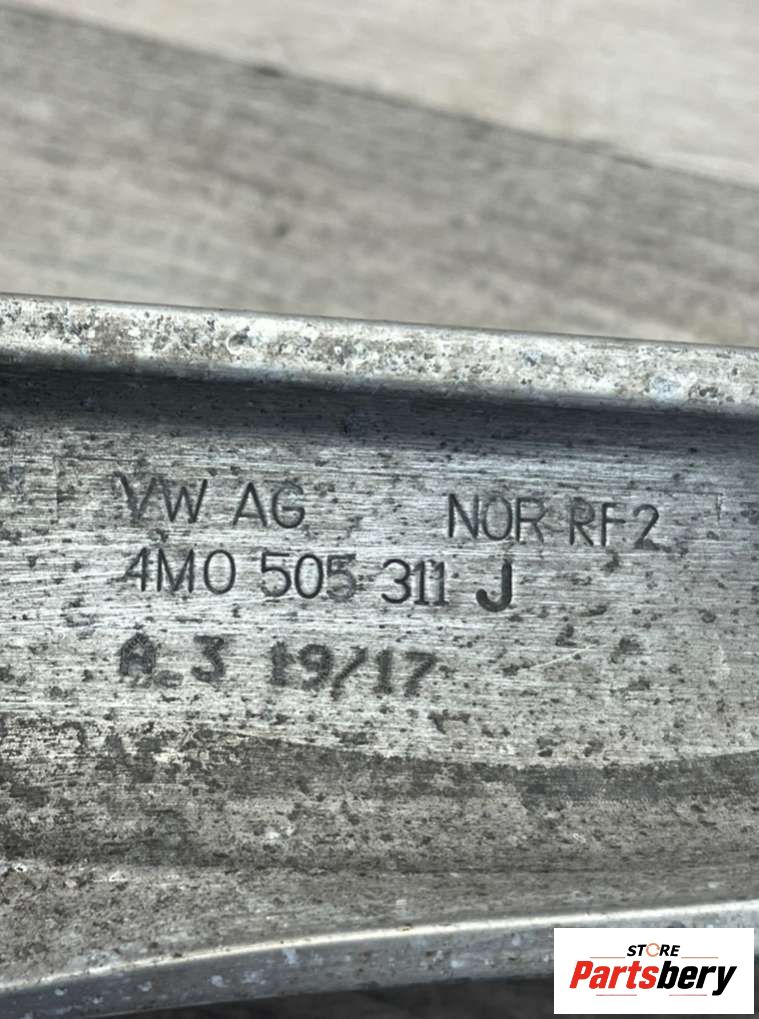 VW AG NOR RF2
4M0 505 311 J
A.3 19/17
STORE
Partsbery